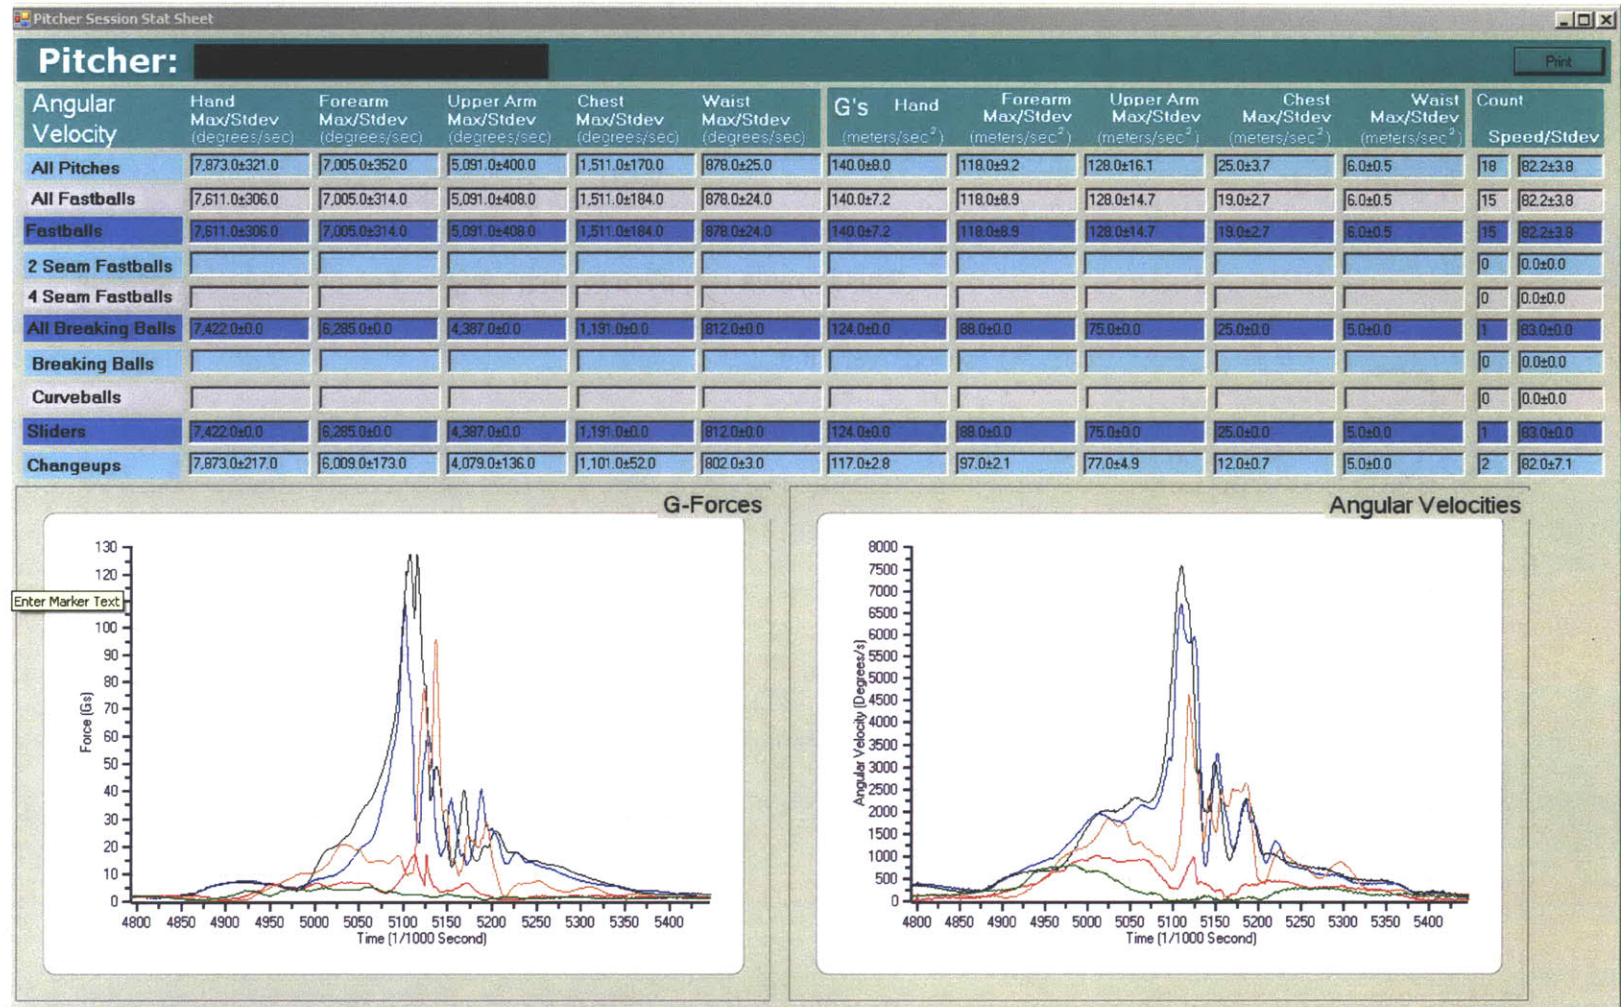 Pitcher Session Stat Sheet
Pitcher:
Print
Angular Velocity Hand Max/Stdev (degrees/sec) Forearm Max/Stdev (degrees/sec) Upper Arm Max/Stdev (degrees/sec) Chest Max/Stdev (degrees/sec) Waist Max/Stdev (degrees/sec) G's Hand (meters/sec²) Forearm Max/Stdev (meters/sec²) Upper Arm Max/Stdev (meters/sec²) Chest Max/Stdev (meters/sec²) Waist Max/Stdev (meters/sec²) Count Speed/Stdev
All Pitches 7,873.0±321.0 7,005.0±352.0 5,091.0±400.0 1,511.0±170.0 878.0±25.0 140.0±8.0 118.0±9.2 128.0±16.1 25.0±3.7 6.0±0.5 18 82.2±3.8
All Fastballs 7,611.0±306.0 7,005.0±314.0 5,091.0±408.0 1,511.0±184.0 878.0±24.0 140.0±7.2 118.0±8.9 128.0±14.7 19.0±2.7 6.0±0.5 15 82.2±3.8
Fastballs 7,611.0±306.0 7,005.0±314.0 5,091.0±408.0 1,511.0±184.0 878.0±24.0 140.0±7.2 118.0±8.9 128.0±14.7 19.0±2.7 6.0±0.5 15 82.2±3.8
2 Seam Fastballs 0 0.0±0.0
4 Seam Fastballs 0 0.0±0.0
All Breaking Balls 7,422.0±0.0 6,285.0±0.0 4,387.0±0.0 1,191.0±0.0 812.0±0.0 124.0±0.0 88.0±0.0 75.0±0.0 25.0±0.0 5.0±0.0 1 83.0±0.0
Breaking Balls 0 0.0±0.0
Curveballs 0 0.0±0.0
Sliders 7,422.0±0.0 6,285.0±0.0 4,387.0±0.0 1,191.0±0.0 812.0±0.0 124.0±0.0 88.0±0.0 75.0±0.0 25.0±0.0 5.0±0.0 1 83.0±0.0
Changeups 7,873.0±217.0 6,009.0±173.0 4,079.0±136.0 1,101.0±52.0 802.0±3.0 117.0±2.8 97.0±2.1 77.0±4.9 12.0±0.7 5.0±0.0 2 82.0±7.1
G-Forces
130
120
Enter Marker Text
100
90
80
70
60
50
40
30
20
10
0
Force (Gs)
4800 4850 4900 4950 5000 5050 5100 5150 5200 5250 5300 5350 5400
Time (1/1000 Second)
Angular Velocities
8000
7500
7000
6500
6000
5500
5000
4500
4000
3500
3000
2500
2000
1500
1000
500
0
Angular Velocity (Degrees/s)
4800 4850 4900 4950 5000 5050 5100 5150 5200 5250 5300 5350 5400
Time (1/1000 Second)